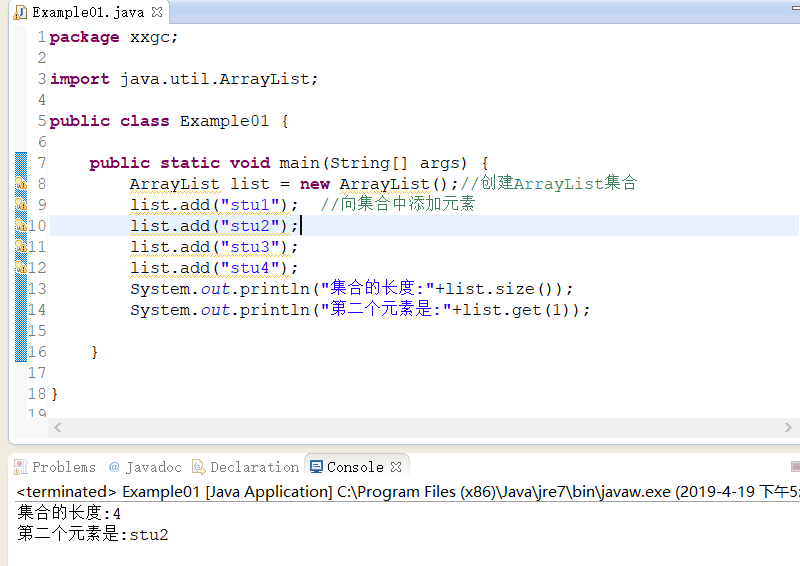 Example01.java
1 package xxgc;
2
3 import java.util.ArrayList;
4
5 public class Example01 {
6
7     public static void main(String[] args) {
8         ArrayList list = new ArrayList();//创建ArrayList集合
9         list.add("stu1");  //向集合中添加元素
10         list.add("stu2");
11         list.add("stu3");
12         list.add("stu4");
13         System.out.println("集合的长度:"+list.size());
14         System.out.println("第二个元素是:"+list.get(1));
15
16     }
17
18 }
19
Problems @ Javadoc Declaration Console
<terminated> Example01 [Java Application] C:\Program Files (x86)\Java\jre7\bin\javaw.exe (2019-4-19 下午5:
集合的长度:4
第二个元素是:stu2